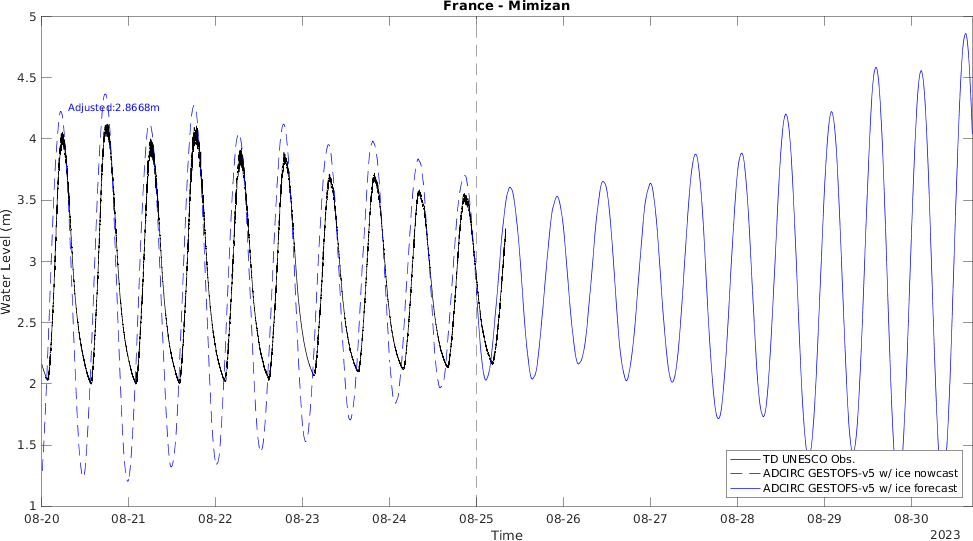 France - Mimizan
Water Level (m)
5
4.5
4
3.5
3
2.5
2
1.5
1
Adjusted:2.8668m
TD UNESCO Obs.
ADCIRC GESTOFS-v5 w/ ice nowcast
ADCIRC GESTOFS-v5 w/ ice forecast
08-20 08-21 08-22 08-23 08-24 08-25 08-26 08-27 08-28 08-29 08-30
Time
2023